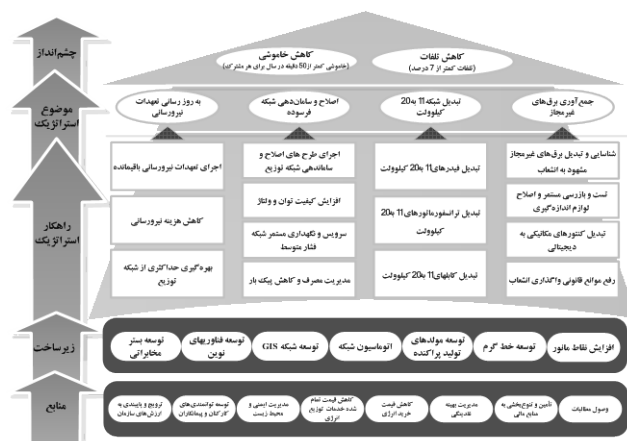 چشم‌انداز
کاهش تلفات
(تلفات کمتر از 7 درصد)
کاهش خاموشی
(خاموشی کمتر از 50 دقیقه در سال برای هر مشترک)
موضوع
استراتژیک
جمع‌آوری برق‌های
غیرمجاز
تبدیل شبکه 11 به 20
کیلوولت
اصلاح و سامان‌دهی شبکه
فرسوده
به روز رسانی تعهدات
نیرورسانی
راهکار
استراتژیک
شناسایی و تبدیل برق‌های غیرمجاز
مشهود به انشعاب
تست و بازرسی مستمر و اصلاح
لوازم اندازه‌گیری
تبدیل کنتورهای مکانیکی به
دیجیتالی
رفع موانع قانونی واگذاری انشعاب
تبدیل فیدرهای 11 به 20 کیلوولت
تبدیل ترانسفورماتورهای 11 به 20
کیلوولت
تبدیل کابلهای 11 به 20 کیلوولت
اجرای طرح های اصلاح و
ساماندهی شبکه توزیع
افزایش کیفیت توان و ولتاژ
سرویس و نگهداری مستمر شبکه
فشار متوسط
مدیریت مصرف و کاهش پیک بار
اجرای تعهدات نیرورسانی باقیمانده
کاهش هزینه نیرورسانی
بهره‌گیری حداکثری از شبکه
توزیع
زیرساخت
افزایش نقاط مانور
توسعه خط گرم
توسعه مولدهای
تولید پراکنده
اتوماسیون شبکه
توسعه شبکه GIS
توسعه فناوریهای
نوین
توسعه بستر
مخابراتی
منابع
وصول مطالبات
تأمین و تنوع‌بخشی به
منابع مالی
مدیریت بهینه
نقدینگی
کاهش قیمت
خرید انرژی
کاهش قیمت تمام
شده خدمات توزیع
انرژی
مدیریت ایمنی و
محیط زیست
توسعه توانمندی‌های
کارکنان و پیمانکاران
ترویج و پایبندی به
ارزش‌های سازمان